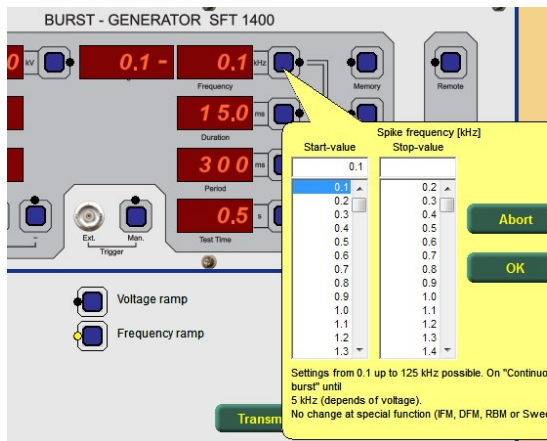 BURST - GENERATOR SFT 1400
0 kV 0.1 - 0.1 kHz
Frequency Memory Remote
15.0 ms
Duration
300 ms
Period
0.5 s
Test Time
Ext. Man.
Trigger
Voltage ramp
Frequency ramp
Transm
Spike frequency [kHz]
Start-value Stop-value
0.1
0.1 0.2
0.2 0.3
0.3 0.4
0.4 0.5
0.5 0.6
0.6 0.7
0.7 0.8
0.8 0.9
0.9 1.0
1.0 1.1
1.1 1.2
1.2 1.3
1.3 1.4
Abort
OK
Settings from 0.1 up to 125 kHz possible. On "Continuo
burst" until
5 kHz (depends of voltage).
No change at special function (IFM, DFM, RBM or Swee